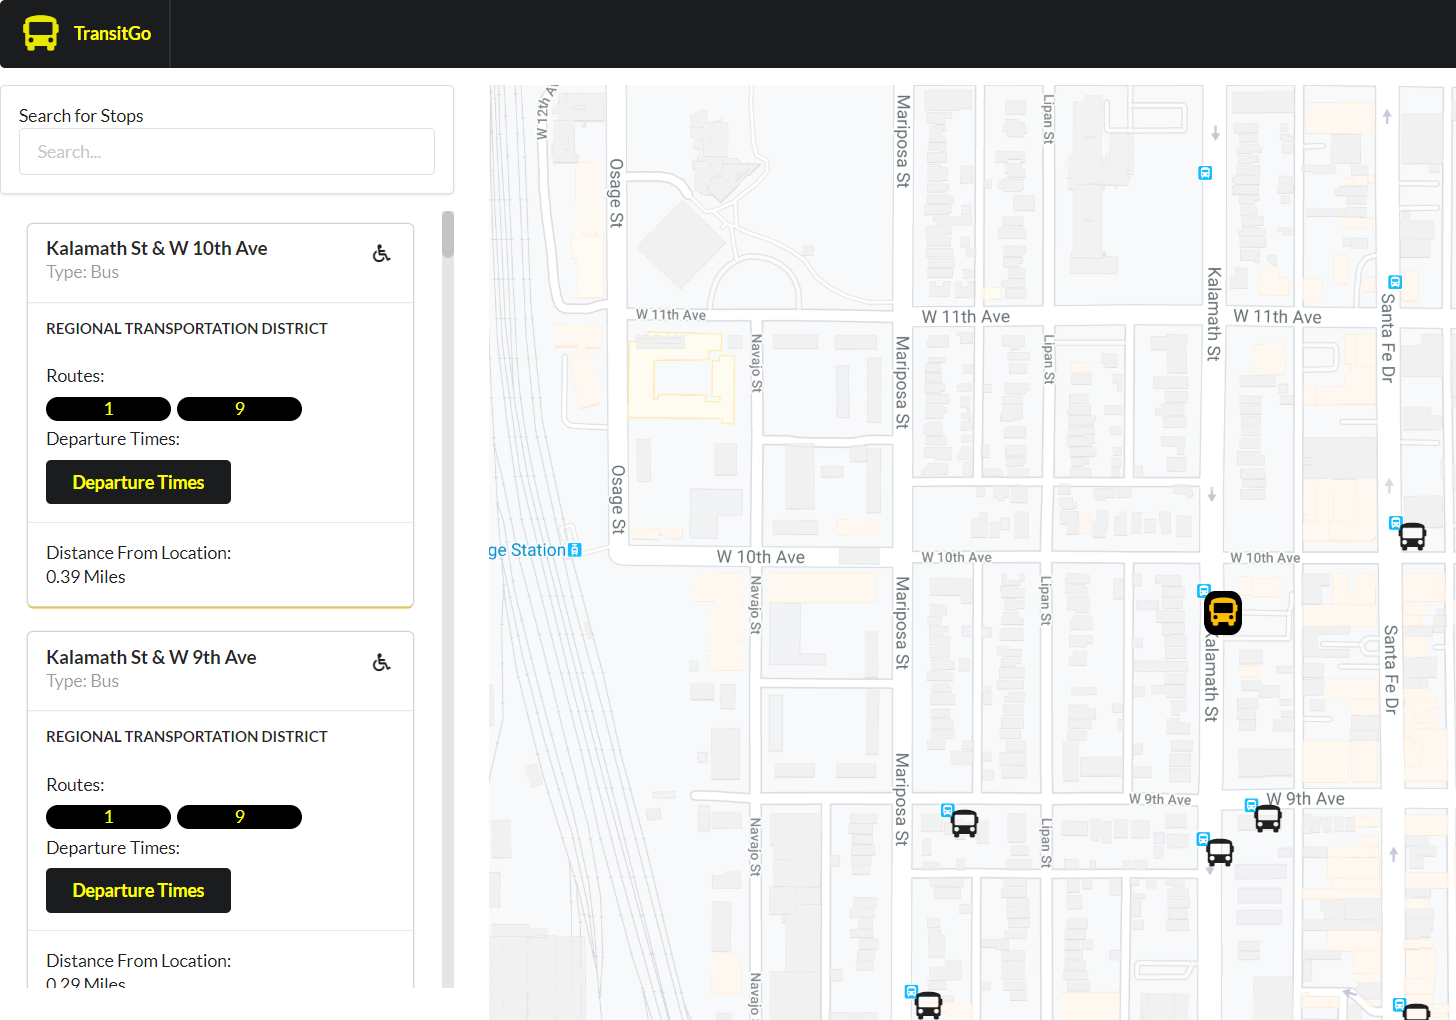 TransitGo
Search for Stops
Search...
Kalamath St & W 10th Ave
Type: Bus
REGIONAL TRANSPORTATION DISTRICT
Routes:
1
9
Departure Times:
Departure Times
Distance From Location:
0.39 Miles
Kalamath St & W 9th Ave
Type: Bus
REGIONAL TRANSPORTATION DISTRICT
Routes:
1
9
Departure Times:
Departure Times
Distance From Location:
0.29 Miles
W 12th A
Osage St
Mariposa St
Lipan St
Kalamath St
Santa Fe Dr
W 11th Ave
W 11th Ave
W 11th Ave
Navajo St
Mariposa St
Lipan St
Osage St
ge Station
W 10th Ave
W 10th Ave
W 10th Ave
Navajo St
Mariposa St
Lipan St
alamath St
Santa Fe Dr
W 9th Ave
W 9th Ave
Mariposa St
Navajo St
Lipan St
Navajo